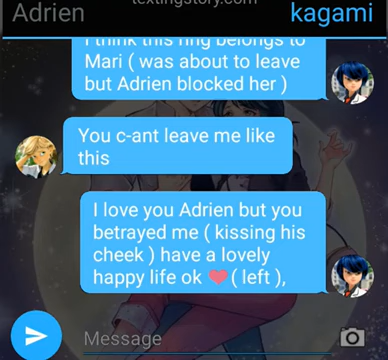 textingstory.com
Adrien kagami
I think this ring belongs to
Mari ( was about to leave
but Adrien blocked her )
You c-ant leave me like
this
I love you Adrien but you
betrayed me ( kissing his
cheek ) have a lovely
happy life ok ❤️ ( left ),
Message